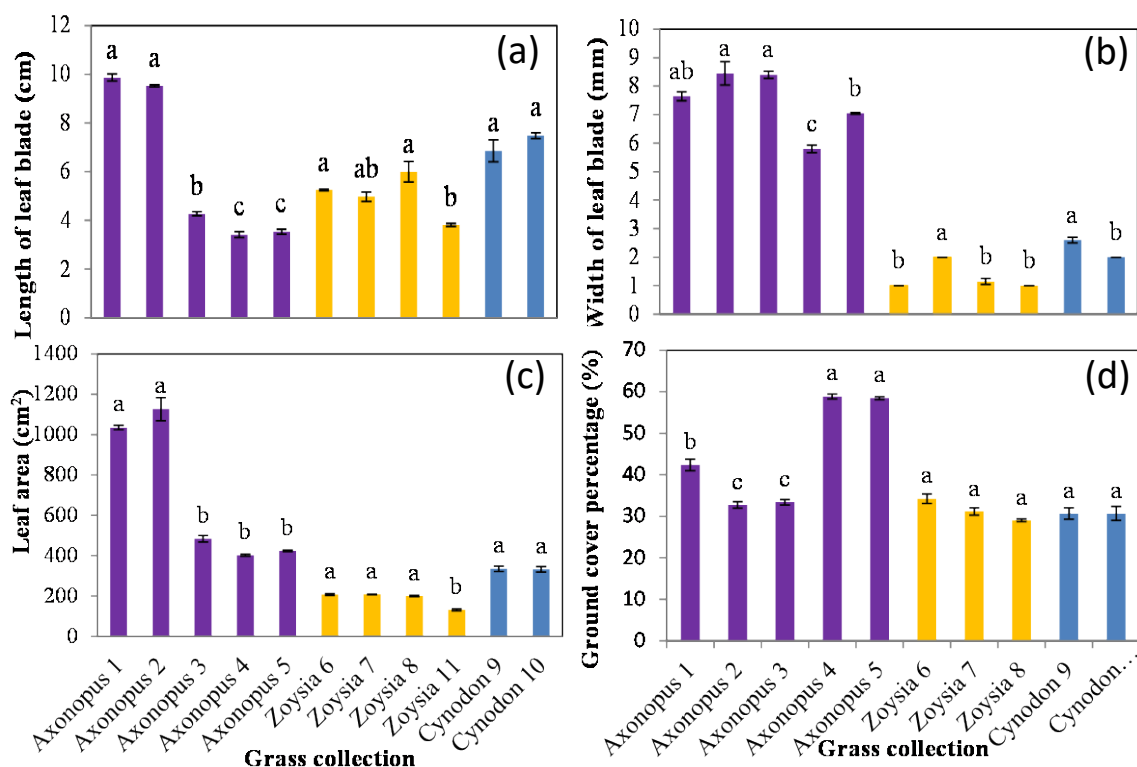 (a)
Length of leaf blade (cm)
12
10
8
6
4
2
0
a a b c c a ab a b a a
(b)
Width of leaf blade (mm)
10
9
8
7
6
5
4
3
2
1
0
ab a a c b b a b b a b
(c)
Leaf area (cm²)
1400
1200
1000
800
600
400
200
0
a a b b b a a a b a a
Axonopus 1
Axonopus 2
Axonopus 3
Axonopus 4
Axonopus 5
Zoysia 6
Zoysia 7
Zoysia 8
Zoysia 11
Cynodon 9
Cynodon 10
Grass collection
(d)
Ground cover percentage (%)
70
60
50
40
30
20
10
0
b c c a a a a a a a
Axonopus 1
Axonopus 2
Axonopus 3
Axonopus 4
Axonopus 5
Zoysia 6
Zoysia 7
Zoysia 8
Cynodon 9
Cynodon...
Grass collection